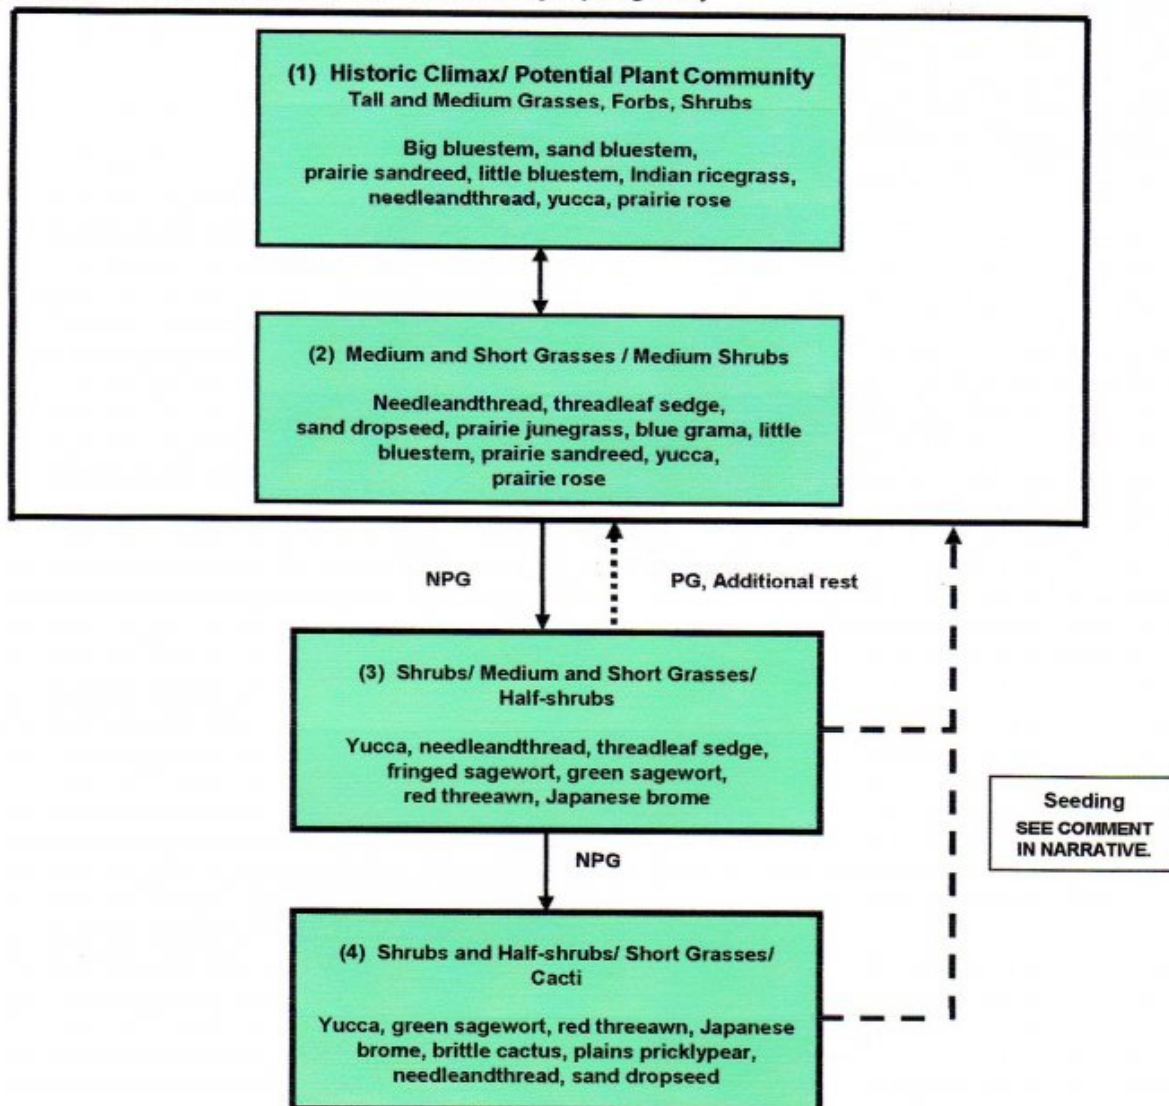 (1) Historic Climax/ Potential Plant Community
Tall and Medium Grasses, Forbs, Shrubs
Big bluestem, sand bluestem,
prairie sandreed, little bluestem, Indian ricegrass,
needleandthread, yucca, prairie rose
(2) Medium and Short Grasses / Medium Shrubs
Needleandthread, threadleaf sedge,
sand dropseed, prairie junegrass, blue grama, little
bluestem, prairie sandreed, yucca,
prairie rose
NPG
PG, Additional rest
(3) Shrubs/ Medium and Short Grasses/
Half-shrubs
Yucca, needleandthread, threadleaf sedge,
fringed sagewort, green sagewort,
red threeawn, Japanese brome
Seeding
SEE COMMENT
IN NARRATIVE.
NPG
(4) Shrubs and Half-shrubs/ Short Grasses/
Cacti
Yucca, green sagewort, red threeawn, Japanese
brome, brittle cactus, plains pricklypear,
needleandthread, sand dropseed